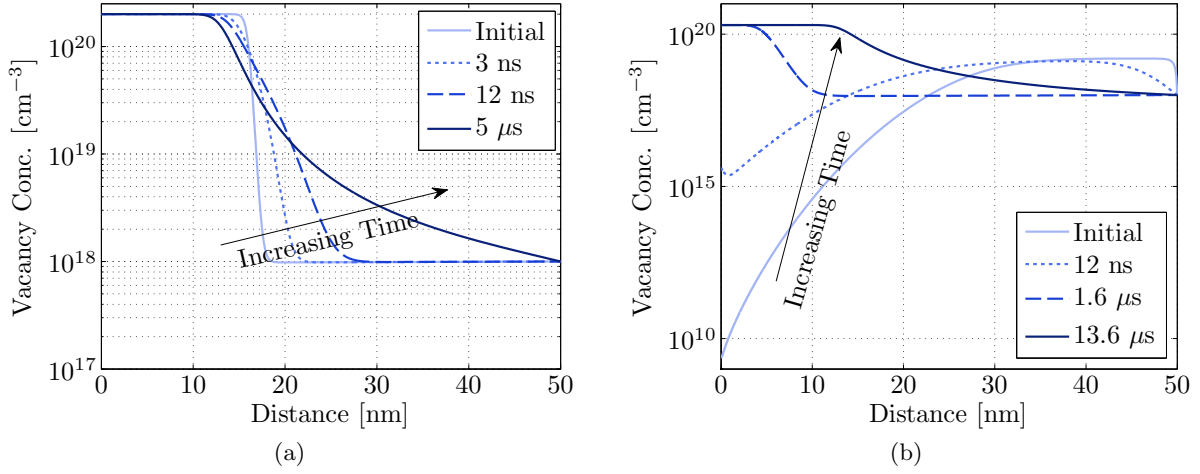 10^20
10^19
10^18
10^17
Vacancy Conc. [cm^−3]
0 10 20 30 40 50
Distance [nm]
Initial
3 ns
12 ns
5 μs
Increasing Time
(a)
10^20
10^15
10^10
Vacancy Conc. [cm^−3]
0 10 20 30 40 50
Distance [nm]
Increasing Time
Initial
12 ns
1.6 μs
13.6 μs
(b)